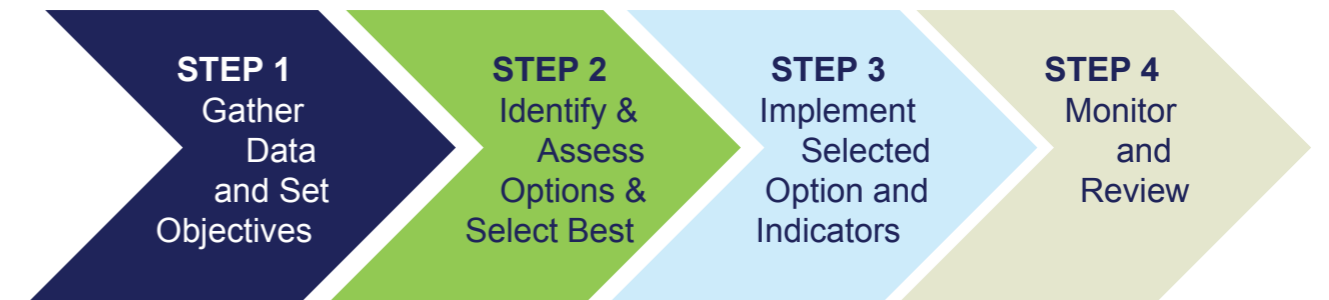 STEP 1
Gather
Data
and Set
Objectives
STEP 2
Identify &
Assess
Options &
Select Best
STEP 3
Implement
Selected
Option and
Indicators
STEP 4
Monitor
and
Review